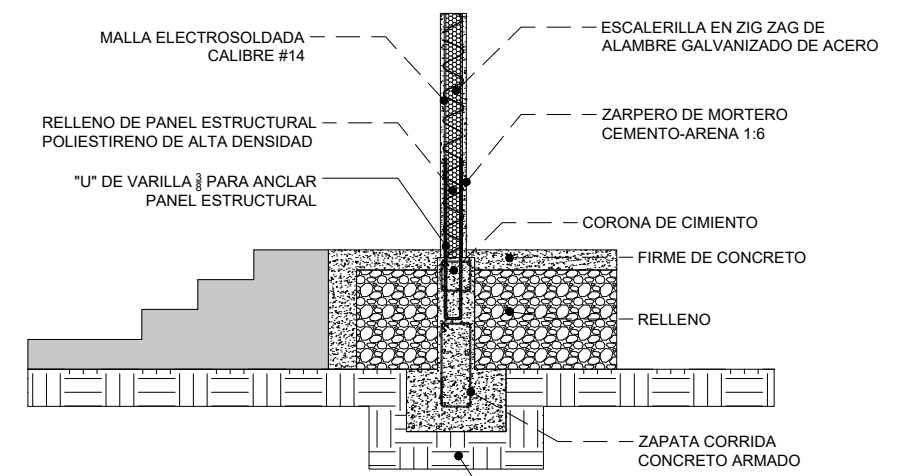 MALLA ELECTROSOLDADA
CALIBRE #14
RELLENO DE PANEL ESTRUCTURAL
POLIESTIRENO DE ALTA DENSIDAD
"U" DE VARILLA 3/8 PARA ANCLAR
PANEL ESTRUCTURAL
ESCALERILLA EN ZIG ZAG DE
ALAMBRE GALVANIZADO DE ACERO
ZARPERO DE MORTERO
CEMENTO-ARENA 1:6
CORONA DE CIMIENTO
FIRME DE CONCRETO
RELLENO
ZAPATA CORRIDA
CONCRETO ARMADO